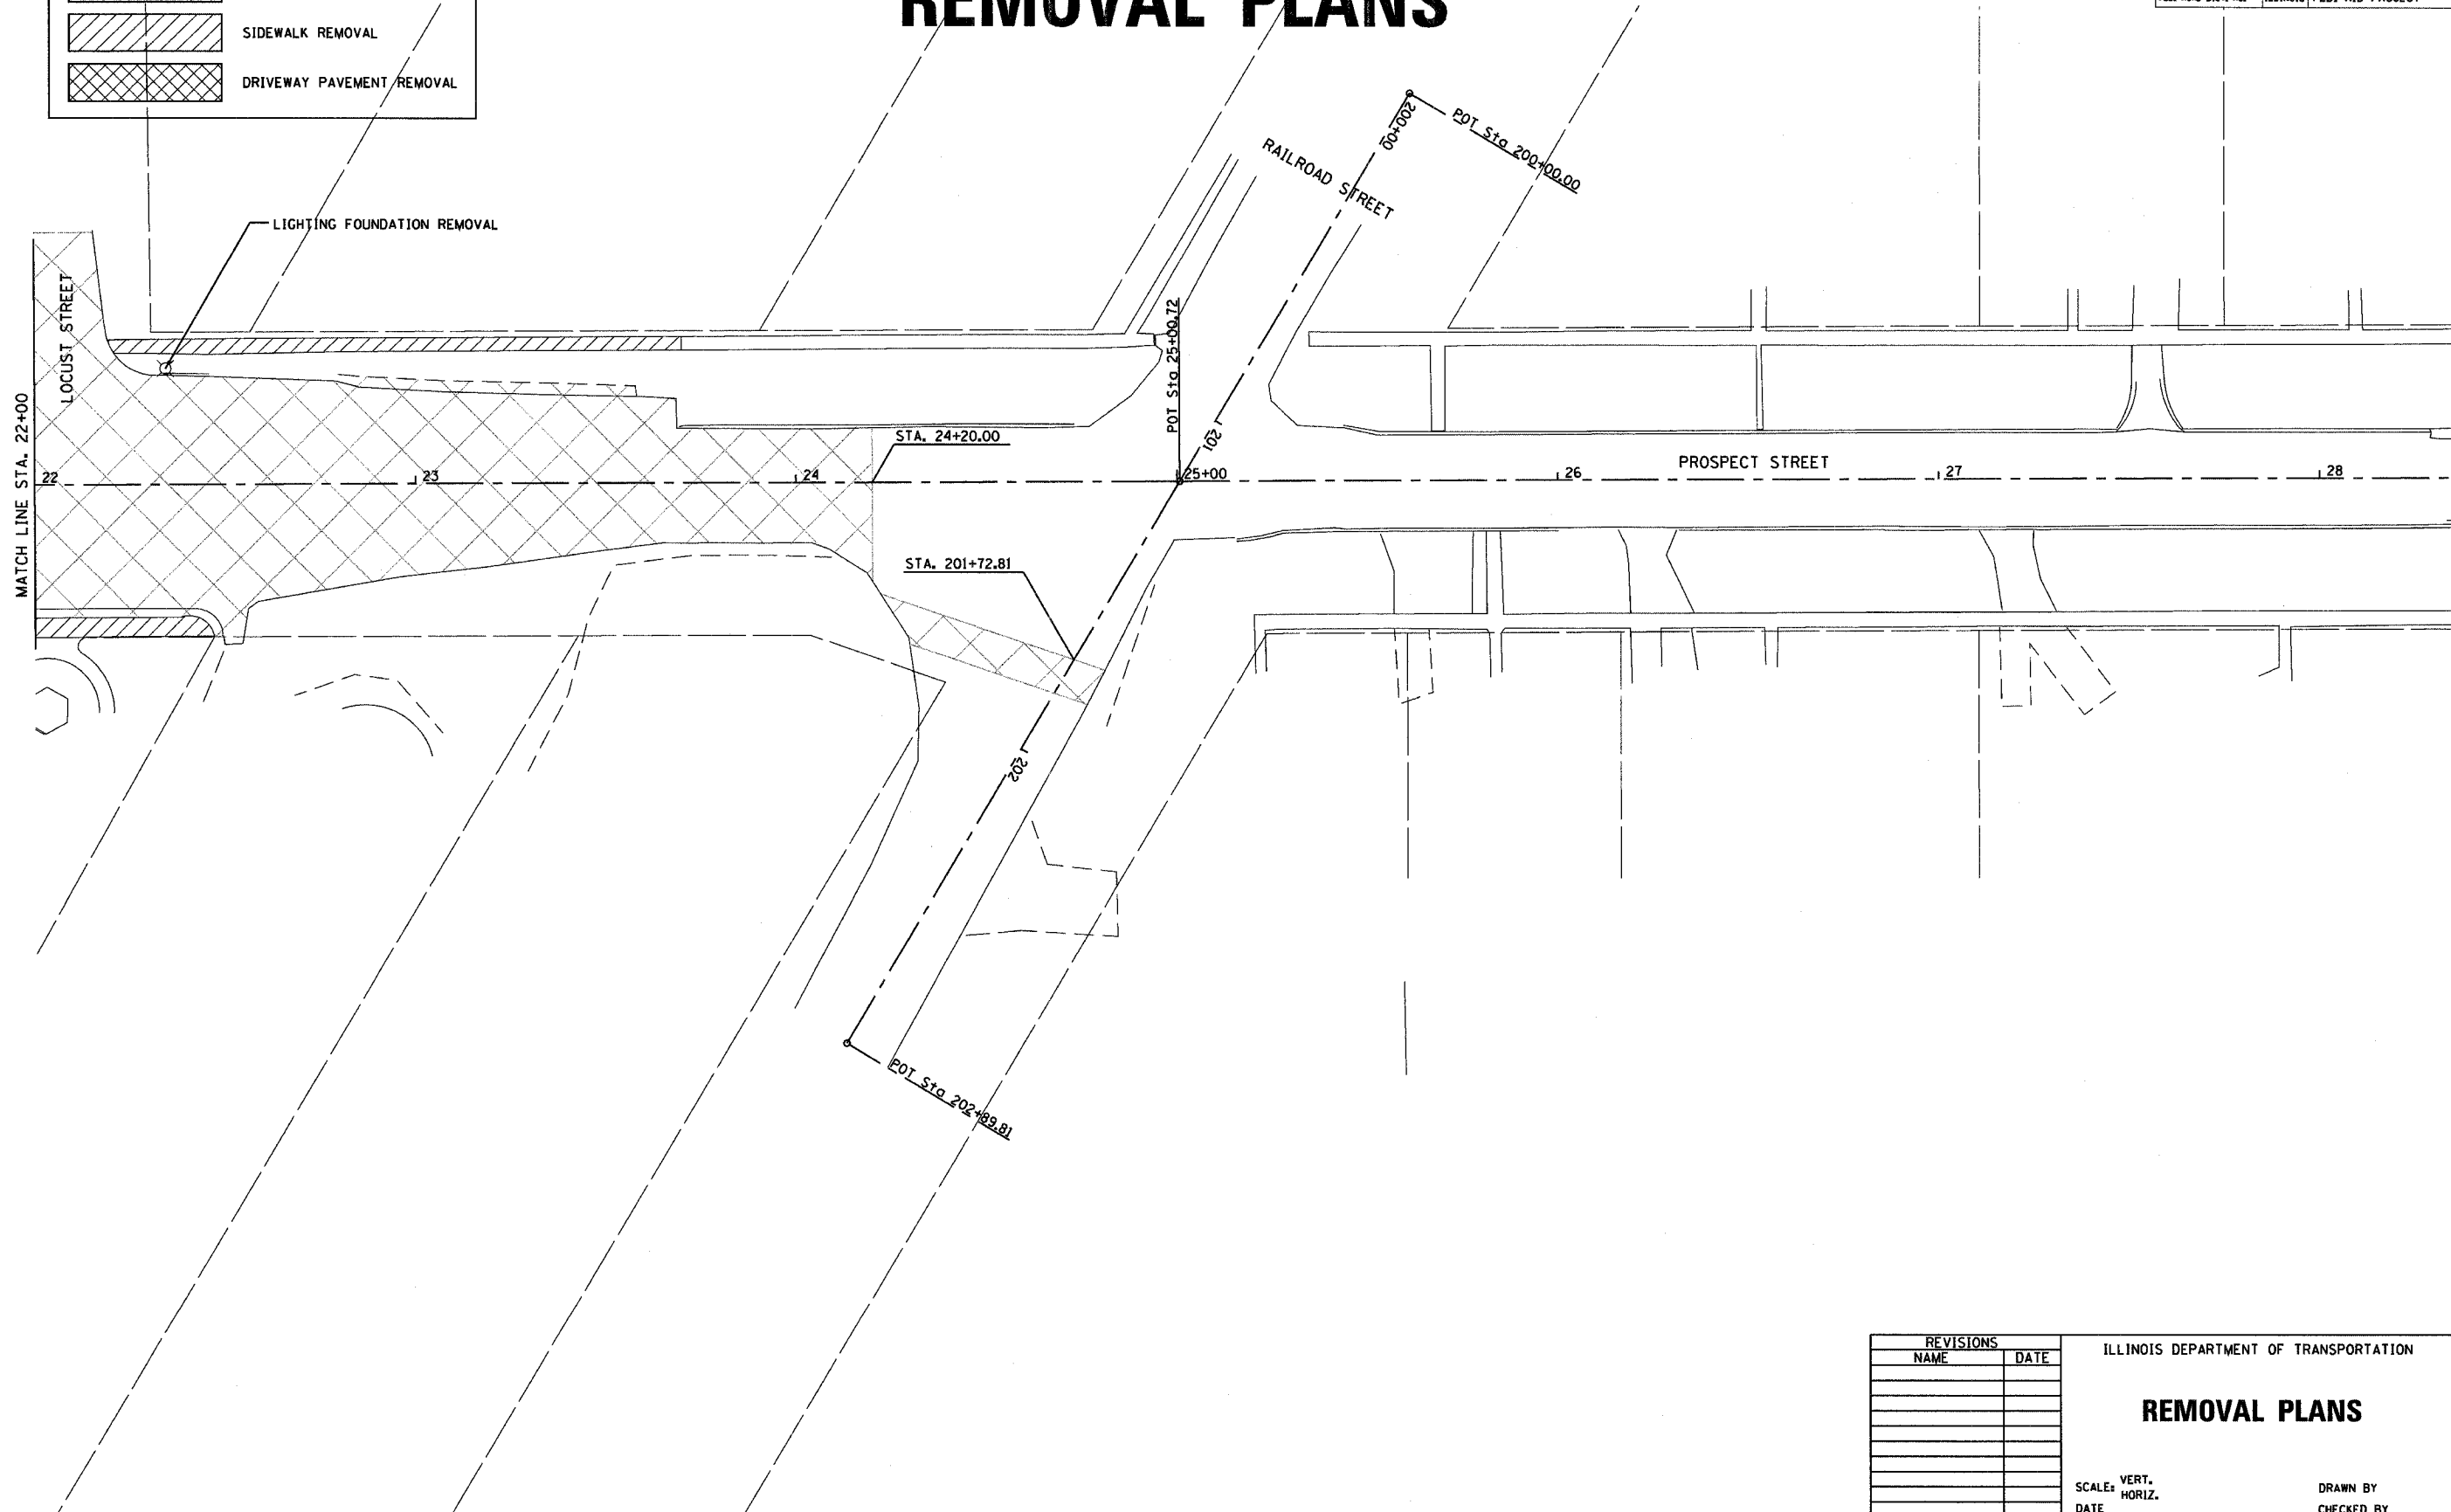 REMOVAL PLANS
SIDEWALK REMOVAL
DRIVEWAY PAVEMENT REMOVAL
200+00
POT Sta 200+00.00
RAILROAD STREET
LIGHTING FOUNDATION REMOVAL
LOCUST STREET
MATCH LINE STA. 22+00
POT Sta 25+00.72
201
STA. 24+20.00
PROSPECT STREET
22
23
24
25+00
26
27
28
STA. 201+72.81
202
POT Sta 202+89.81
REVISIONS
NAME
DATE
ILLINOIS DEPARTMENT OF TRANSPORTATION
REMOVAL PLANS
SCALE: VERT.
HORIZ.
DRAWN BY
DATE
CHECKED BY